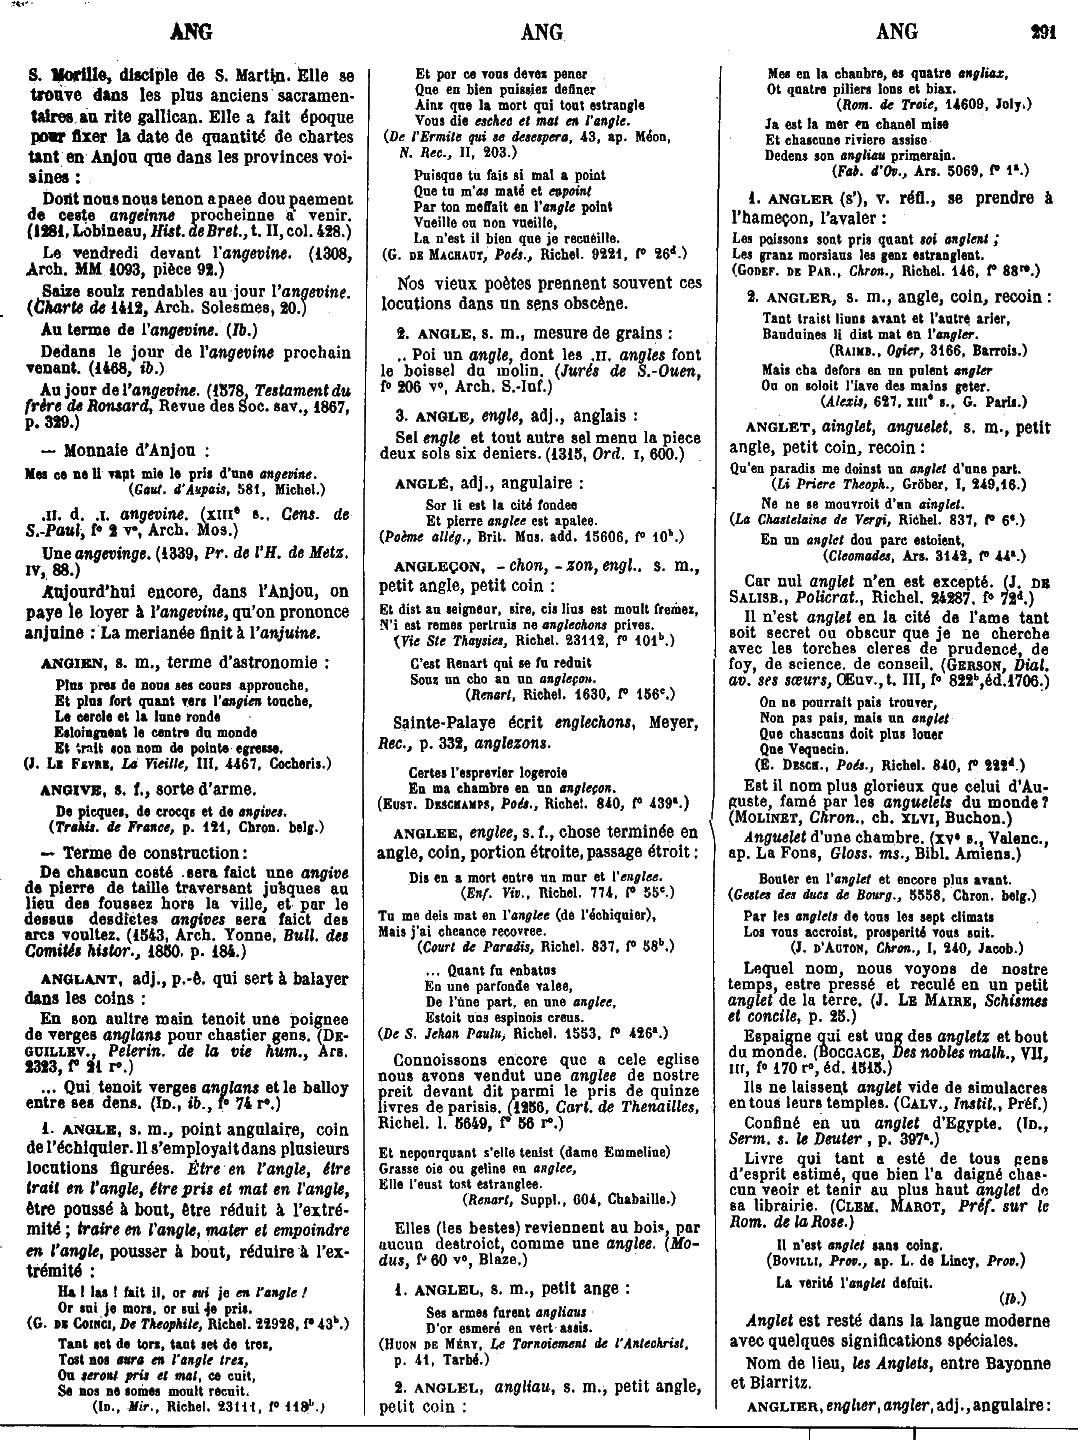 ANG
ANG
ANG
291
S. Morille, disciple de S. Martin. Elle se
trouve dans les plus anciens sacramen-
taires au rite gallican. Elle a fait époque
pour fixer la date de quantité de chartes
tant en Anjou que dans les provinces voi-
sines :
Dont nous nous tenon a paee dou paement
de ceste angeinne procheinne a venir.
(1281, Lobineau, Hist. de Bret., t. II, col. 428.)
Le vendredi devant l'angevine. (1308,
Arch. MM 1093, pièce 92.)
Saize soulz rendables au jour l'angevine.
(Charte de 1412, Arch. Solesmes, 20.)
Au terme de l'angevine. (Ib.)
Dedans le jour de l'angevine prochain
venant. (1468, ib.)
Au jour de l'angevine. (1578, Testament du
frère de Ronsard, Revue des Soc. sav., 1867,
p. 329.)
— Monnaie d'Anjou :
Mes ce ne li vaut mie le pris d'une angevine.
(Gaut. d'Aupais, 581, Michel.)
.II. d. .I. angevine. (XIIIe s., Cens. de
S.-Paul, fo 2 vo, Arch. Mos.)
Une angevinge. (1339, Pr. de l'H. de Metz,
IV, 88.)
Aujourd'hui encore, dans l'Anjou, on
paye le loyer à l'angevine, qu'on prononce
anjuine : La merianée finit à l'anjuine.
ANGIEN, s. m., terme d'astronomie :
Plus pres de nous ses cours approuche,
Et plus fort quant vers l'angien touche,
Le cercle et la lune ronde
Esloingnent le centre du monde
Et trait son nom de pointe egresse.
(J. LE FEVRE, La Vieille, III, 4467, Cocheris.)
ANGIVE, s. f., sorte d'arme.
De picques, de crocqs et de angives.
(Trahis. de France, p. 121, Chron. belg.)
— Terme de construction :
De chascun costé sera faict une angive
de pierre de taille traversant jusques au
lieu des foussez hors la ville, et par le
dessus desdietes angives sera faict des
arcs voultez. (1543, Arch. Yonne, Bull. des
Comités histor., 1850, p. 184.)
ANGLANT, adj., p.-ê. qui sert à balayer
dans les coins :
En son aultre main tenoit une poignee
de verges anglans pour chastier gens. (DE-
GUILLEV., Pelerin. de la vie hum., Ars.
2323, fo 21 ro.)
... Qui tenoit verges anglans et le balloy
entre ses dens. (ID., ib., fo 74 ro.)
1. ANGLE, s. m., point angulaire, coin
de l'échiquier. Il s'employait dans plusieurs
locutions figurées. Être en l'angle, être
trait en l'angle, être pris et mat en l'angle,
être poussé à bout, être réduit à l'extré-
mité ; traire en l'angle, mater et empoindre
en l'angle, pousser à bout, réduire à l'ex-
trémité :
Ha ! las ! fait il, or sui je en l'angle !
Or sui je mors, or sui je pris.
(G. DE COINCI, De Theophile, Richel. 22928, fo 43b.)
Tant set de torz, tant set de tres,
Tost nos aura en l'angle trez,
Ou seront pris et mat, ce cuit,
Se nos ne somes moult recuit.
(ID., Mir., Richel. 23111, fo 118b.)
Et por ce vous devez pener
Que en bien puissiez definer
Ainz que la mort qui tout estrangle
Vous die eschec et mat en l'angle.
(De l'Ermite qui se desespera, 43, ap. Méon,
N. Rec., II, 203.)
Puisque tu fais si mal a point
Que tu m'as maté et enpoint
Par ton meffait en l'angle point
Vueille ou non vueille,
La n'est il bien que je recueille.
(G. DE MACHAUT, Poés., Richel. 9221, fo 26d.)
Nos vieux poètes prennent souvent ces
locutions dans un sens obscène.
2. ANGLE, s. m., mesure de grains :
.. Poi un angle, dont les .II. angles font
le boissel du molin. (Jurés de S.-Ouen,
fo 206 vo, Arch. S.-Inf.)
3. ANGLE, engle, adj., anglais :
Sel engle et tout autre sel menu la piece
deux sols six deniers. (1315, Ord. I, 600.)
ANGLÉ, adj., angulaire :
Sor li est la cité fondee
Et pierre anglee est apalee.
(Poème allég., Brit. Mus. add. 15606, fo 10b.)
ANGLEÇON, - chon, - zon, engl., s. m.,
petit angle, petit coin :
Et dist au seigneur, sire, cis lius est moult fremes,
N'i est remes pertruis ne anglechons prives.
(Vie Ste Thaysies, Richel. 23112, fo 101b.)
C'est Renart qui se fu reduit
Souz un cho an un angleçon.
(Renart, Richel. 1630, fo 156c.)
Sainte-Palaye écrit englechons, Meyer,
Rec., p. 332, anglezons.
Certes l'esprevier logeroie
En ma chambre en un angleçon.
(EUST. DESCHAMPS, Poés., Richel. 840, fo 439a.)
ANGLEE, englee, s. f., chose terminée en
angle, coin, portion étroite, passage étroit :
Dis en a mort entre un mur et l'englee.
(Enf. Viv., Richel. 774, fo 55c.)
Tu me deis mat en l'anglee (de l'échiquier),
Mais j'ai cheance recovree.
(Court de Paradis, Richel. 837, fo 58b.)
... Quant fu enbatus
En une parfonde valee,
De l'une part, en une anglee,
Estoit uns espinois creus.
(De S. Jehan Paulu, Richel. 1553, fo 426a.)
Connoissons encore que a cele eglise
nous avons vendut une anglee de nostre
preit devant dit parmi le pris de quinze
livres de parisis. (1256, Cart. de Thenailles,
Richel. l. 5649, fo 56 ro.)
Et nepourquant s'elle tenist (dame Emmeline)
Grasse oie ou geline en anglee,
Elle l'eust tost estranglee.
(Renart, Suppl., 604, Chabaille.)
Elles (les bestes) reviennent au bois, par
aucun destroict, comme une anglee. (Mo-
dus, fo 60 vo, Blaze.)
1. ANGLEL, s. m., petit ange :
Ses armes furent angliaus
D'or esmeré en vert assis.
(HUON DE MÉRY, Le Tornoiement de l'Antechrist,
p. 41, Tarbé.)
2. ANGLEL, angliau, s. m., petit angle,
petit coin :
Mes en la chanbre, es quatre angliax,
Ot quatre piliers lons et biax.
(Rom. de Troie, 14609, Joly.)
Ja est la mer en chanel mise
Et chascune riviere assise
Dedens son angliau primerain.
(Fab. d'Ov., Ars. 5069, fo 1a.)
1. ANGLER (s'), v. réfl., se prendre à
l'hameçon, l'avaler :
Les poissons sont pris quant soi anglent ;
Les granz morsiaus les genz estranglent.
(GODEF. DE PAR., Chron., Richel. 146, fo 88ro.)
2. ANGLER, s. m., angle, coin, recoin :
Tant traist lions avant et l'autre arier,
Bauduines li dist mat en l'angler.
(RAIMB., Ogier, 3166, Barrois.)
Mais cha defors en un pulent angler
Ou on soloit l'iave des mains geter.
(Alexis, 627, XIIIe s., G. Paris.)
ANGLET, ainglet, anguelet, s. m., petit
angle, petit coin, recoin :
Qu'en paradis me doinst un anglet d'une part.
(Li Priere Theoph., Gröber, I, 249,16.)
Ne ne se mouvroit d'un ainglet.
(La Chastelaine de Vergi, Richel. 837, fo 6c.)
En un anglet dou parc estoient,
(Cleomades, Ars. 3142, fo 44a.)
Car nul anglet n'en est excepté. (J. DE
SALISB., Policrat., Richel. 24287, fo 72d.)
Il n'est anglet en la cité de l'ame tant
soit secret ou obscur que je ne cherche
avec les torches cleres de prudence, de
foy, de science, de conseil. (GERSON, Dial.
av. ses sœurs, Œuv., t. III, fo 822b, éd. 1706.)
On ne pourrait pais trouver,
Non pas pais, mais un anglet
Que chascuns doit plus louer
Que Vequecin.
(E. DESCH., Poés., Richel. 840, fo 222d.)
Est il nom plus glorieux que celui d'Au-
guste, famé par les anguelets du monde ?
(MOLINET, Chron., ch. XLVI, Buchon.)
Anguelet d'une chambre. (XVe s., Valenc.,
ap. La Fons, Gloss. ms., Bibl. Amiens.)
Bouter en l'anglet et encore plus avant.
(Gestes des ducs de Bourg., 5558, Chron. belg.)
Par les anglets de tous les sept climats
Los vous accroist, prosperité vous suit.
(J. D'AUTON, Chron., I, 240, Jacob.)
Lequel nom, nous voyons de nostre
temps, estre pressé et reculé en un petit
anglet de la terre. (J. LE MAIRE, Schismes
et concile, p. 25.)
Espaigne qui est ung des angletz et bout
du monde. (BOCCACE, Des nobles malh., VII,
III, fo 170 ro, éd. 1515.)
Ils ne laissent anglet vide de simulacres
en tous leurs temples. (CALV., Instit., Préf.)
Confiné en un anglet d'Egypte. (ID.,
Serm. s. le Deuter, p. 397a.)
Livre qui tant a esté de tous gens
d'esprit estimé, que bien l'a daigné chas-
cun veoir et tenir au plus haut anglet de
sa librairie. (CLEM. MAROT, Préf. sur le
Rom. de la Rose.)
Il n'est anglet sans coing.
(BOVILLI, Prov., ap. L. de Lincy, Prov.)
La verité l'anglet defuit.
(Ib.)
Anglet est resté dans la langue moderne
avec quelques significations spéciales.
Nom de lieu, les Anglets, entre Bayonne
et Biarritz.
ANGLIER, englier, angler, adj., angulaire :